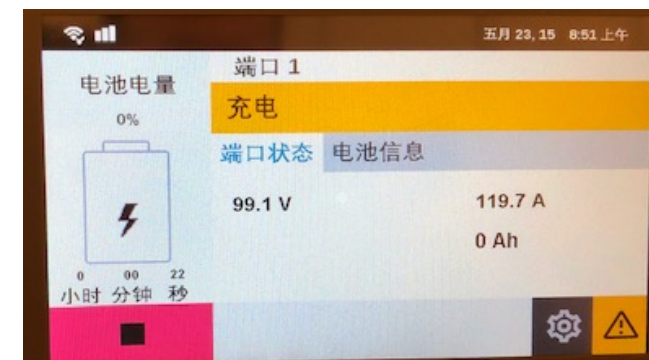 五月 23, 15 8:51 上午
电池电量
0%
0 00 22
小时 分钟 秒
端口 1
充电
端口状态 电池信息
99.1 V 119.7 A
0 Ah